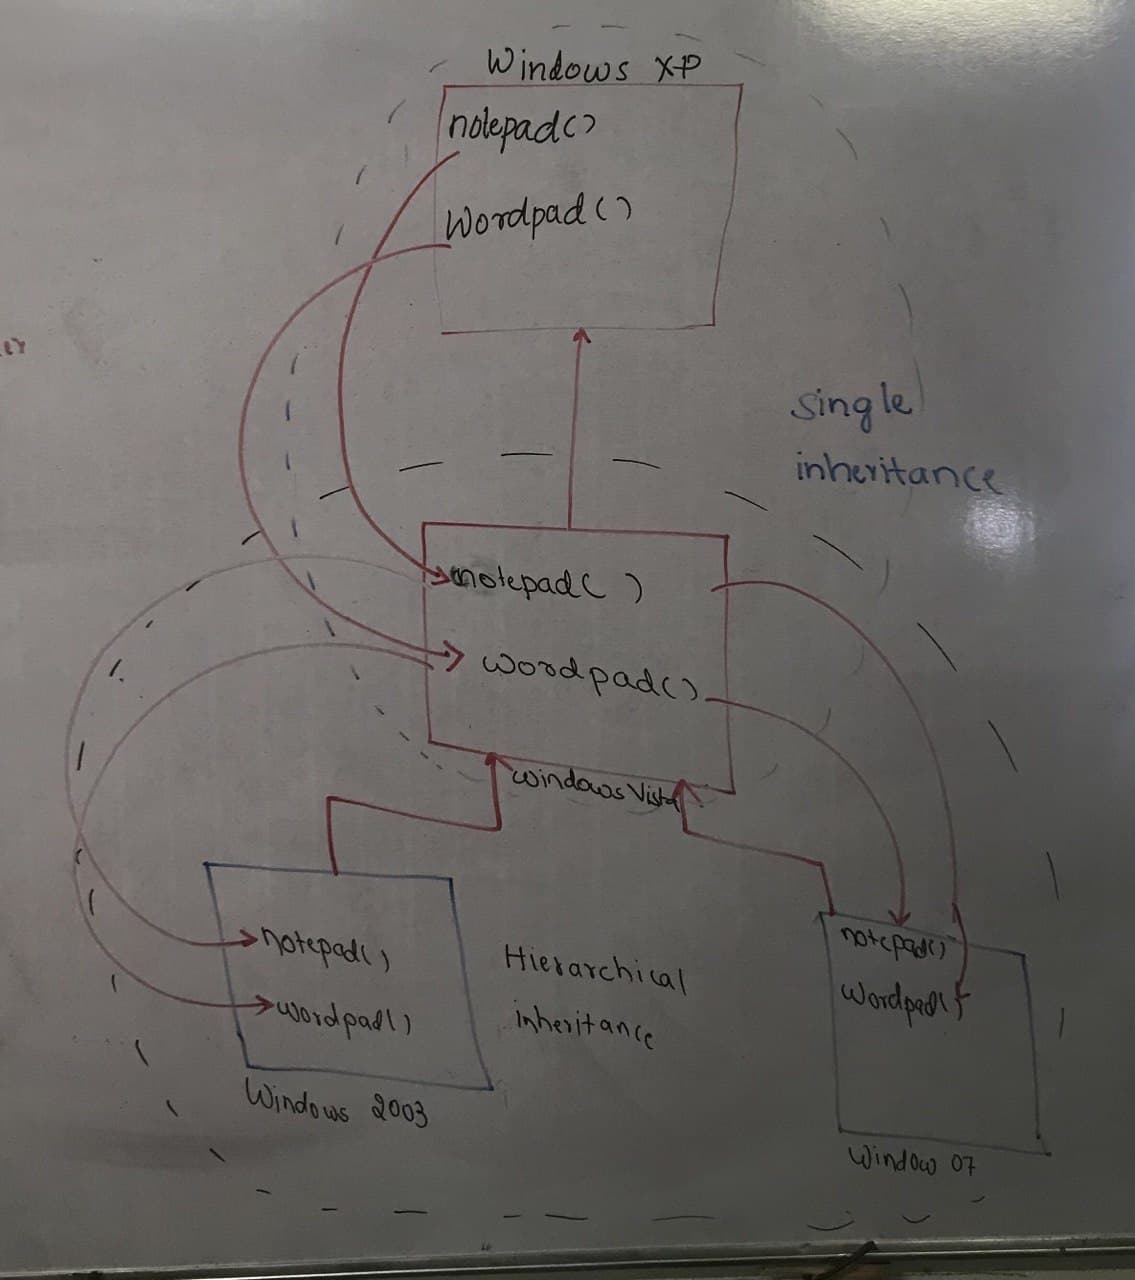 Windows XP
notepad()
Wordpad()
single
inheritance
notepad( )
wordpad()
windows Vista
notepad()
wordpad()
Windows 2003
Hierarchical
inheritance
notepad()
Wordpad()
Window 07